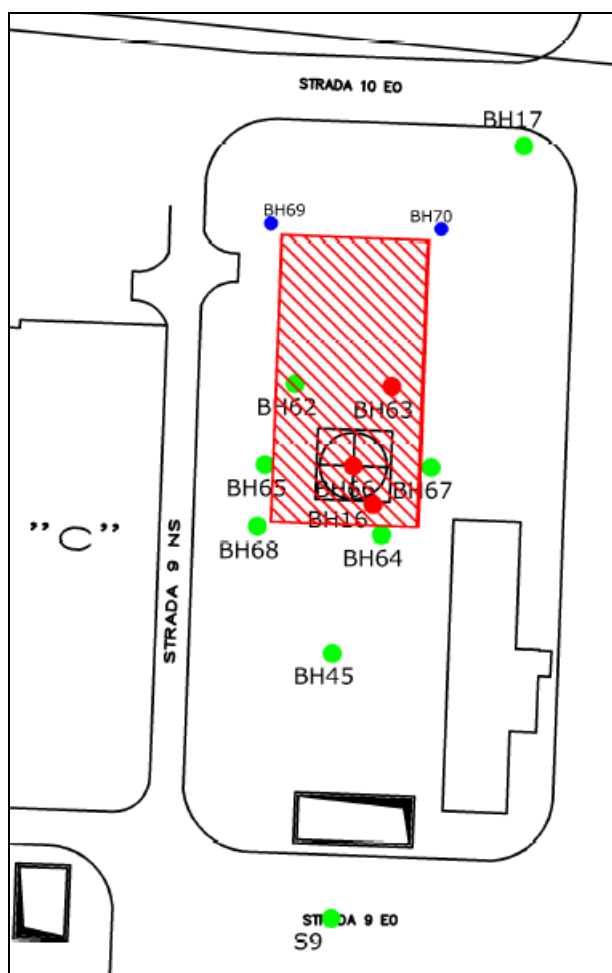 STRADA 10 EO
BH17
BH69
BH70
BH62
BH63
BH65
BH66
BH67
BH16
BH68
BH64
"C"
STRADA 9 NS
BH45
STRADA 9 EO
S9